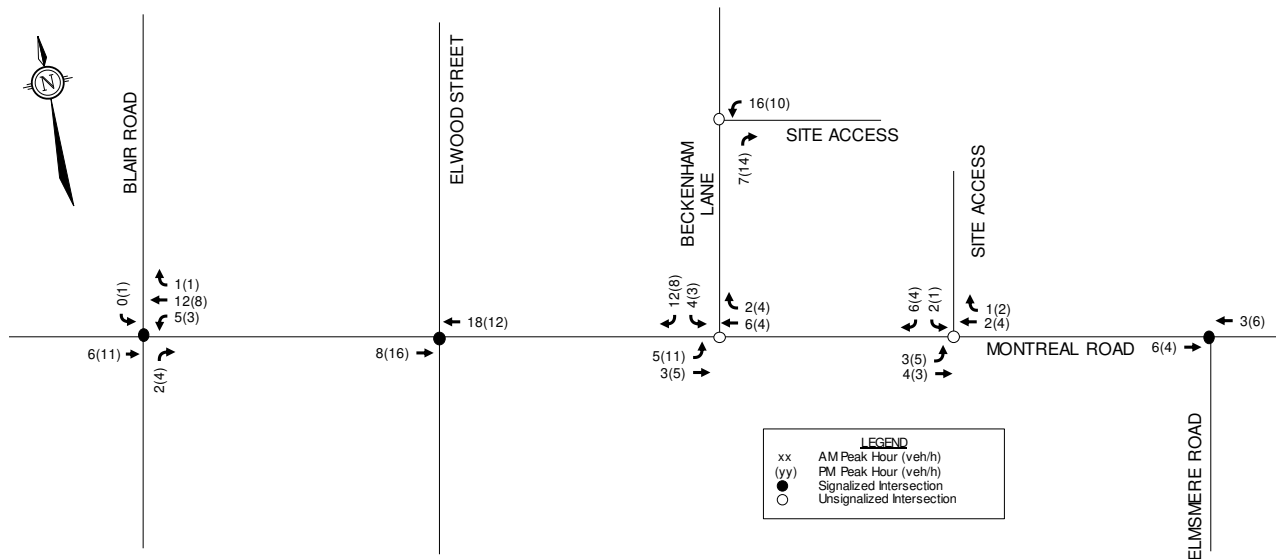 N
BLAIR ROAD
ELWOOD STREET
BECKENHAM
LANE
SITE ACCESS
16(10)
7(14)
SITE ACCESS
0(1)
1(1)
12(8)
5(3)
6(11)
2(4)
18(12)
8(16)
12(8)
4(3)
2(4)
6(4)
5(11)
3(5)
6(4)
2(1)
1(2)
2(4)
3(5)
4(3)
MONTREAL ROAD
3(6)
6(4)
ELMSMERE ROAD
LEGEND
xx AM Peak Hour (veh/h)
(yy) PM Peak Hour (veh/h)
Signalized Intersection
Unsignalized Intersection